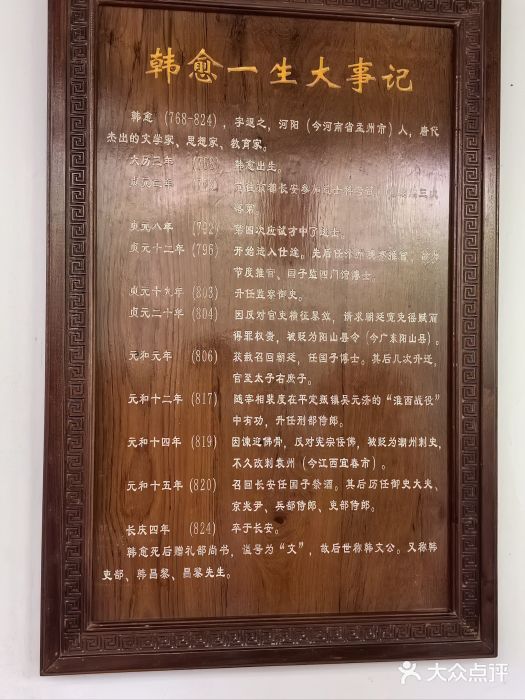 韩愈一生大事记
韩愈(768-824),字退之,河阳(今河南省孟州市)人,唐代
杰出的文学家、思想家、教育家。
大历三年 (768) 韩愈出生。
贞元三年
落第。
贞元八年 (792) 第四次应试才中了进士。
贞元十二年 (796) 开始进入仕途。先后任汴州观察推官、
节度推官、国子监四门馆博士。
贞元十九年 (803) 升任监察御史。
贞元二十年 (804) 因反对官吏横征暴敛,请求朝廷宽免徭赋而
得罪权贵,被贬为阳山县令(今广东阳山县)。
元和元年 (806) 获赦召回朝廷,任国子博士。其后几次升迁,
官至太子右庶子。
元和十二年 (817) 随宰相裴度在平定叛镇吴元济的“淮西战役”
中有功,升任刑部侍郎。
元和十四年 (819) 因谏迎佛骨,反对宪宗佞佛,被贬为潮州刺史,
不久改刺袁州(今江西宜春市)。
元和十五年 (820) 召回长安任国子祭酒。其后历任御史大夫、
京兆尹、兵部侍郎、吏部侍郎。
长庆四年 (824) 卒于长安。
韩愈死后赠礼部尚书,谥号为“文”,故后世称韩文公。又称韩
吏部、韩昌黎、昌黎先生。
大众点评